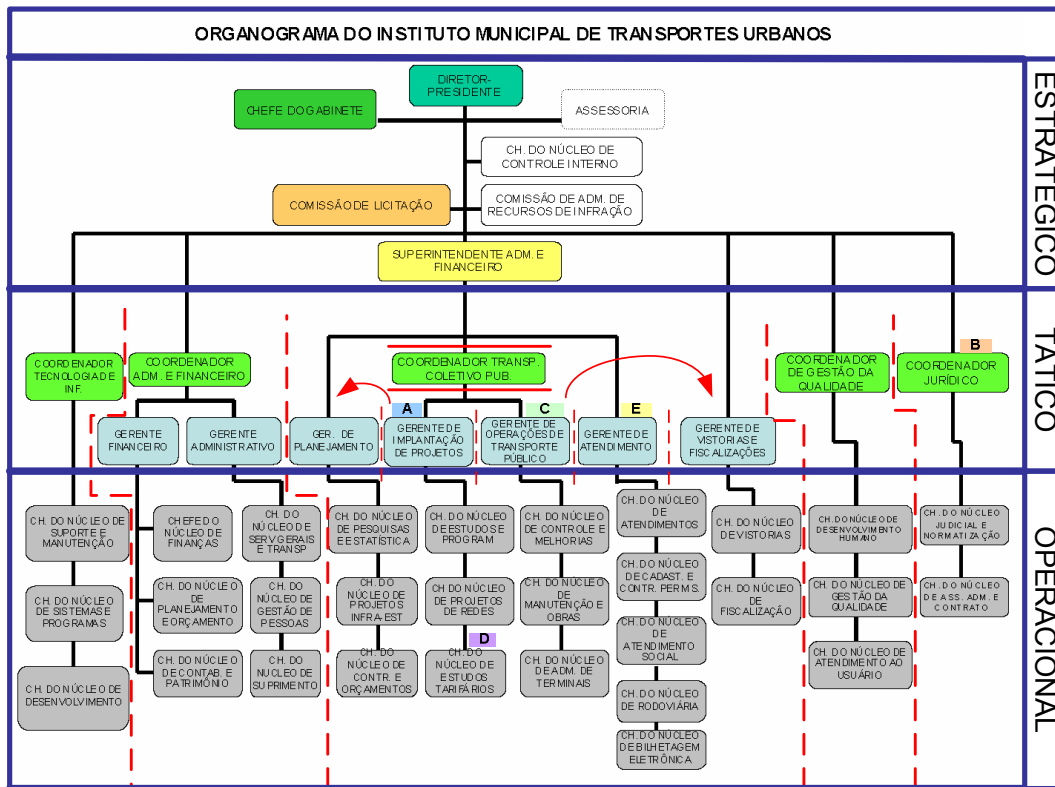 ORGANOGRAMA DO INSTITUTO MUNICIPAL DE TRANSPORTES URBANOS
ESTRATEGICO
DIRETOR-
PRESIDENTE
CHEFE DO GABINETE
ASSESSORIA
CH. DO NÚCLEO DE
CONTROLE INTERNO
COMISSÃO DE LICITAÇÃO
COMISSÃO DE ADM. DE
RECURSOS DE INFRAÇÃO
SUPERINTENDENTE ADM. E
FINANCEIRO
TATICO
COORDENADOR
TECNOLOGIA DE
INF.
COORDENADOR
ADM. E FINANCEIRO
COORDENADOR TRANSP.
COLETIVO PUB.
COORDENADOR
DE GESTÃO DA
QUALIDADE
B
COORDENADOR
JURÍDICO
GERENTE
FINANCEIRO
GERENTE
ADMINISTRATIVO
GER. DE
PLANEJAMENTO
A
GERENTE DE
IMPLANTAÇÃO
DE PROJETOS
C
GERENTE DE
OPERAÇÕES DE
TRANSPORTE
PÚBLICO
E
GERENTE DE
ATENDIMENTO
GERENTE DE
VISTORIAS E
FISCALIZAÇÕES
OPERACIONAL
CH. DO NÚCLEO DE
SUPORTE E
MANUTENÇÃO
CH. DO NÚCLEO
DE SISTEMAS E
PROGRAMAS
CH. DO NÚCLEO DE
DESENVOLVIMENTO
CHEFE DO
NÚCLEO DE
FINANÇAS
CH. DO NÚCLEO
DE
PLANEJAMENTO
E ORÇAMENTO
CH. DO NÚCLEO
DE CONTAB. E
PATRIMÔNIO
CH. DO
NÚCLEO DE
SERV GERAIS
E TRANSP
CH. DO
NÚCLEO DE
GESTÃO DE
PESSOAS
CH. DO
NUCLEO DE
SUPRIMENTO
CH. DO NÚCLEO
DE PESQUISAS
E ESTATÍSTICA
CH. DO
NÚCLEO DE
PROJETOS
INFRA-EST
CH. DO
NÚCLEO DE
CONTR. E
ORÇAMENTOS
CH. DO NÚCLEO
DE ESTUDOS E
PROGRAM
CH. DO NÚCLEO
DE PROJETOS
DE REDES
D
CH. DO
NÚCLEO DE
ESTUDOS
TARIFÁRIOS
CH. DO NÚCLEO
DE CONTROLE E
MELHORIAS
CH. DO NÚCLEO
DE
MANUTENÇÃO E
OBRAS
CH. DO NÚCLEO
DE ADM. DE
TERMINAIS
CH. DO NÚCLEO
DE
ATENDIMENTOS
CH. DO NÚCLEO
DE CADAST. E
CONTR. PERMS.
CH. DO NÚCLEO
DE
ATENDIMENTO
SOCIAL
CH. DO NÚCLEO
DE RODOVIÁRIA
CH. DO NÚCLEO
DE BILHETAGEM
ELETRÔNICA
CH. DO NÚCLEO
DE VISTORIAS
CH. DO NÚCLEO
DE
FISCALIZAÇÃO
CH. DO NÚCLEO DE
DESENVOLVIMENTO
HUMANO
CH. DO NÚCLEO DE
GESTÃO DA
QUALIDADE
CH. DO NÚCLEO DE
ATENDIMENTO AO
USUÁRIO
CH. DO NÚCLEO
JUDICIAL E
NORMATIZAÇÃO
CH. DO NÚCLEO
DE ASS. ADM. E
CONTRATO